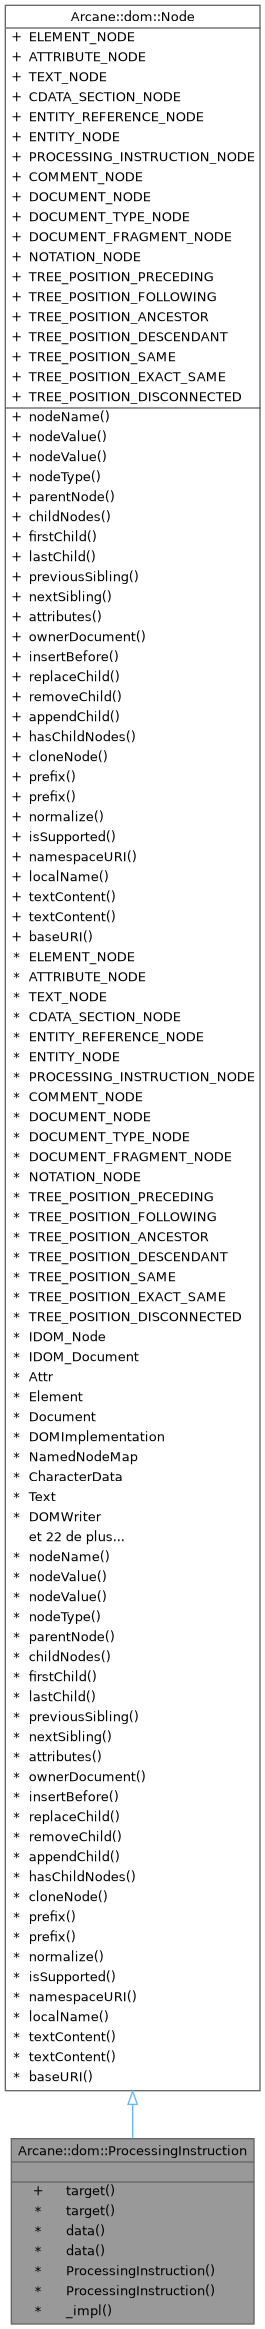 Arcane::dom::Node
+ ELEMENT_NODE
+ ATTRIBUTE_NODE
+ TEXT_NODE
+ CDATA_SECTION_NODE
+ ENTITY_REFERENCE_NODE
+ ENTITY_NODE
+ PROCESSING_INSTRUCTION_NODE
+ COMMENT_NODE
+ DOCUMENT_NODE
+ DOCUMENT_TYPE_NODE
+ DOCUMENT_FRAGMENT_NODE
+ NOTATION_NODE
+ TREE_POSITION_PRECEDING
+ TREE_POSITION_FOLLOWING
+ TREE_POSITION_ANCESTOR
+ TREE_POSITION_DESCENDANT
+ TREE_POSITION_SAME
+ TREE_POSITION_EXACT_SAME
+ TREE_POSITION_DISCONNECTED
+ nodeName()
+ nodeValue()
+ nodeValue()
+ nodeType()
+ parentNode()
+ childNodes()
+ firstChild()
+ lastChild()
+ previousSibling()
+ nextSibling()
+ attributes()
+ ownerDocument()
+ insertBefore()
+ replaceChild()
+ removeChild()
+ appendChild()
+ hasChildNodes()
+ cloneNode()
+ prefix()
+ prefix()
+ normalize()
+ isSupported()
+ namespaceURI()
+ localName()
+ textContent()
+ textContent()
+ baseURI()
* ELEMENT_NODE
* ATTRIBUTE_NODE
* TEXT_NODE
* CDATA_SECTION_NODE
* ENTITY_REFERENCE_NODE
* ENTITY_NODE
* PROCESSING_INSTRUCTION_NODE
* COMMENT_NODE
* DOCUMENT_NODE
* DOCUMENT_TYPE_NODE
* DOCUMENT_FRAGMENT_NODE
* NOTATION_NODE
* TREE_POSITION_PRECEDING
* TREE_POSITION_FOLLOWING
* TREE_POSITION_ANCESTOR
* TREE_POSITION_DESCENDANT
* TREE_POSITION_SAME
* TREE_POSITION_EXACT_SAME
* TREE_POSITION_DISCONNECTED
* IDOM_Node
* IDOM_Document
* Attr
* Element
* Document
* DOMImplementation
* NamedNodeMap
* CharacterData
* Text
* DOMWriter
et 22 de plus...
* nodeName()
* nodeValue()
* nodeValue()
* nodeType()
* parentNode()
* childNodes()
* firstChild()
* lastChild()
* previousSibling()
* nextSibling()
* attributes()
* ownerDocument()
* insertBefore()
* replaceChild()
* removeChild()
* appendChild()
* hasChildNodes()
* cloneNode()
* prefix()
* prefix()
* normalize()
* isSupported()
* namespaceURI()
* localName()
* textContent()
* textContent()
* baseURI()
Arcane::dom::ProcessingInstruction
+ target()
* target()
* data()
* data()
* ProcessingInstruction()
* ProcessingInstruction()
* _impl()